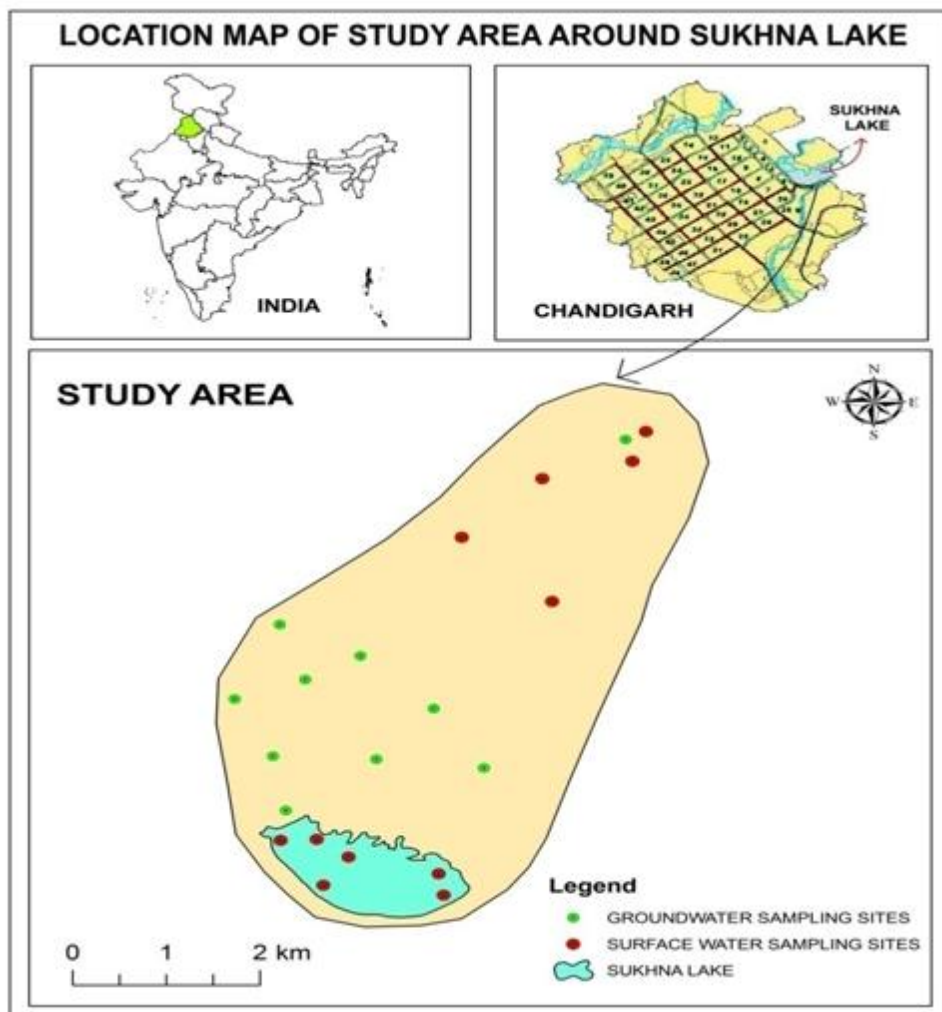 LOCATION MAP OF STUDY AREA AROUND SUKHNA LAKE
INDIA
SUKHNA
LAKE
CHANDIGARH
STUDY AREA
N
W E
S
Legend
GROUNDWATER SAMPLING SITES
SURFACE WATER SAMPLING SITES
SUKHNA LAKE
0 1 2 km